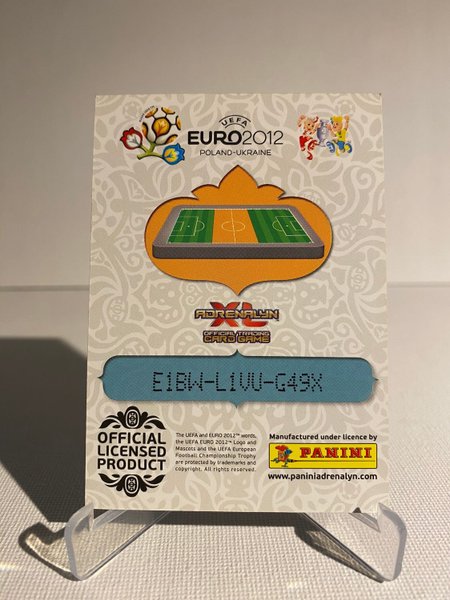 UEFA
EURO2012™
POLAND-UKRAINE
ADRENALYN
XL
OFFICIAL TRADING
CARD GAME
E1BW-L1VU-G49X
OFFICIAL
LICENSED
PRODUCT
The UEFA and EURO 2012™ words,
the UEFA EURO 2012™ Logo and
Mascots and the UEFA European
Football Championship Trophy
are protected by trademarks and
copyright. All rights reserved.
Manufactured under licence by
PANINI
www.paniniadrenalyn.com